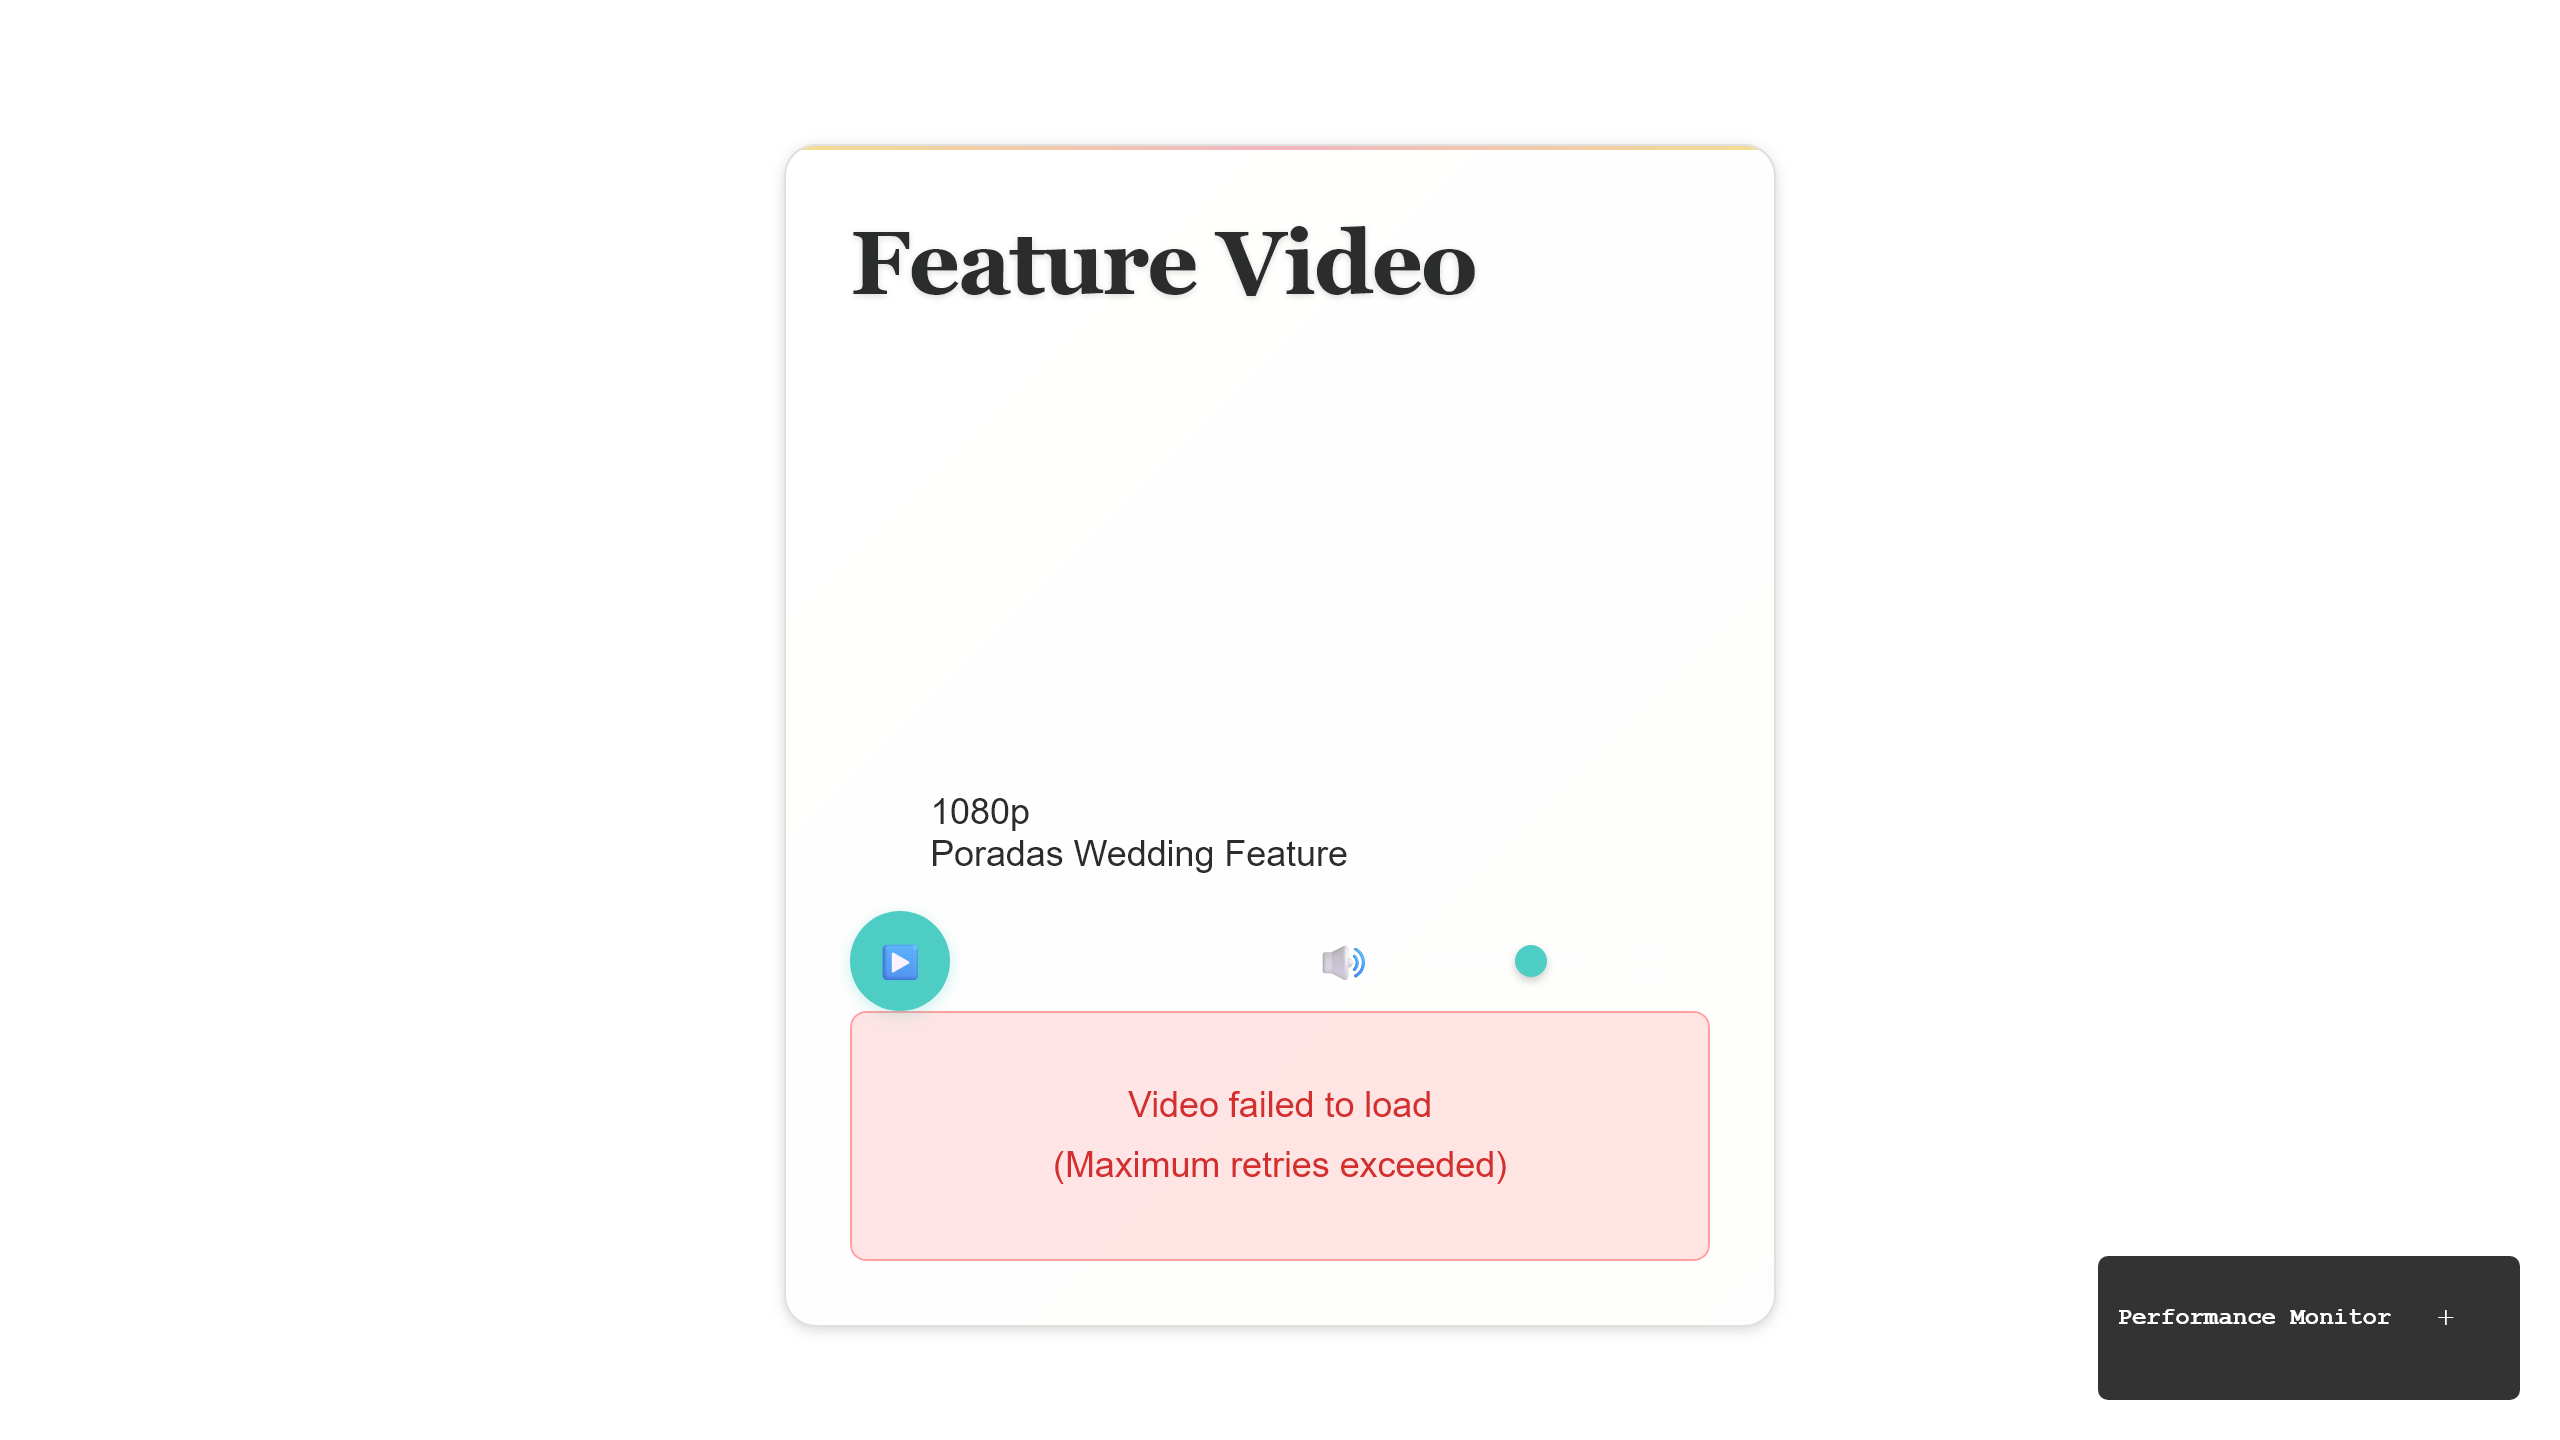 Feature Video
1080p
Poradas Wedding Feature
Video failed to load
(Maximum retries exceeded)
Performance Monitor +